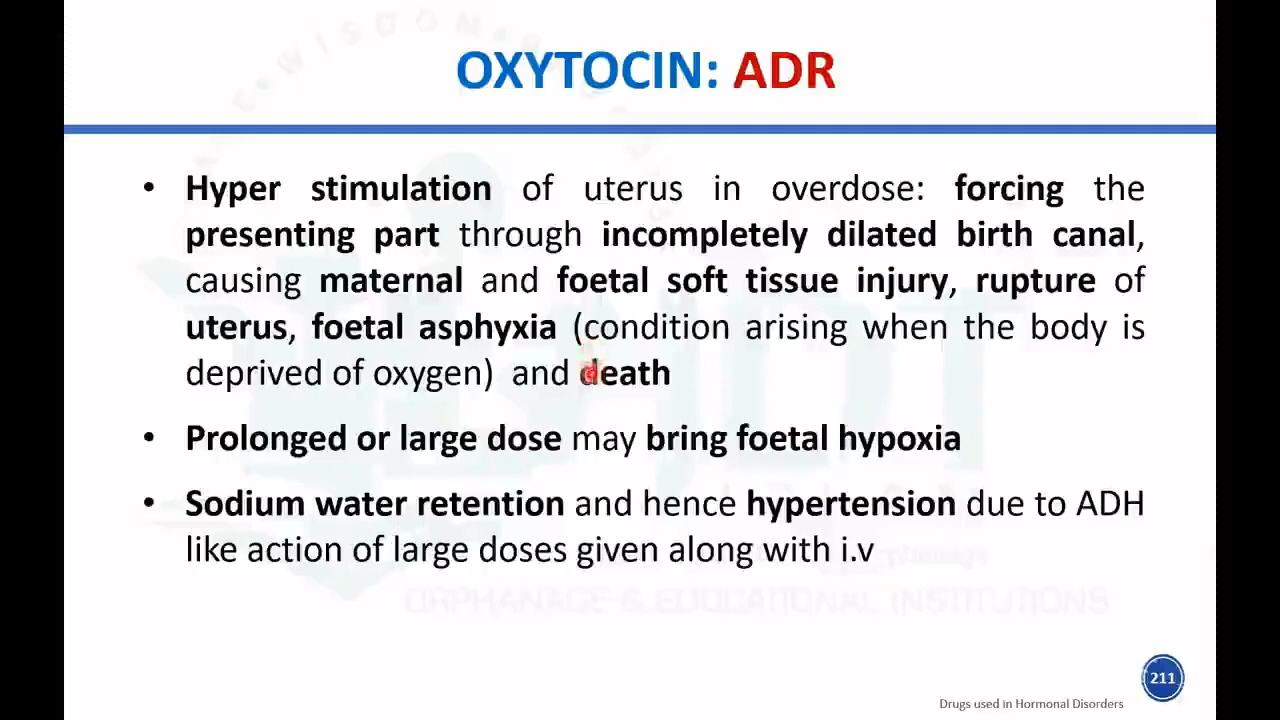 OXYTOCIN: ADR
• Hyper stimulation of uterus in overdose: forcing the
presenting part through incompletely dilated birth canal,
causing maternal and foetal soft tissue injury, rupture of
uterus, foetal asphyxia (condition arising when the body is
deprived of oxygen) and death
• Prolonged or large dose may bring foetal hypoxia
• Sodium water retention and hence hypertension due to ADH
like action of large doses given along with i.v
ORPHANAGE & EDUCATIONAL INSTITUTIONS
211
Drugs used in Hormonal Disorders